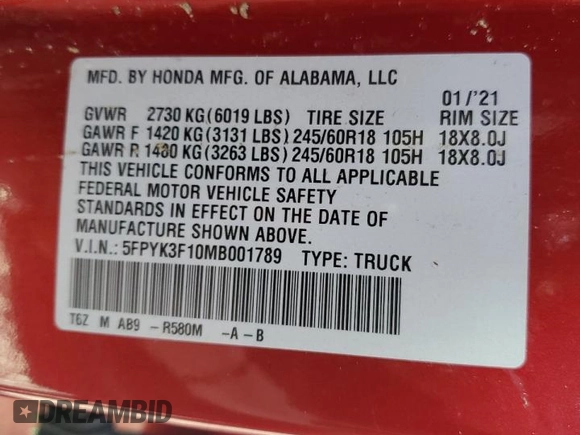 MFD. BY HONDA MFG. OF ALABAMA, LLC
01/'21
GVWR 2730 KG(6019 LBS) TIRE SIZE RIM SIZE
GAWR F 1420 KG(3131 LBS)245/60R18 105H 18X8.0J
GAWR R 1480 KG(3263 LBS)245/60R18 105H 18X8.0J
THIS VEHICLE CONFORMS TO ALL APPLICABLE
FEDERAL MOTOR VEHICLE SAFETY
STANDARDS IN EFFECT ON THE DATE OF
MANUFACTURE SHOWN ABOVE.
V.I.N.: 5FPYK3F10MB001789 TYPE: TRUCK
T6Z M AB9 -R580M -A-B
DREAMBID